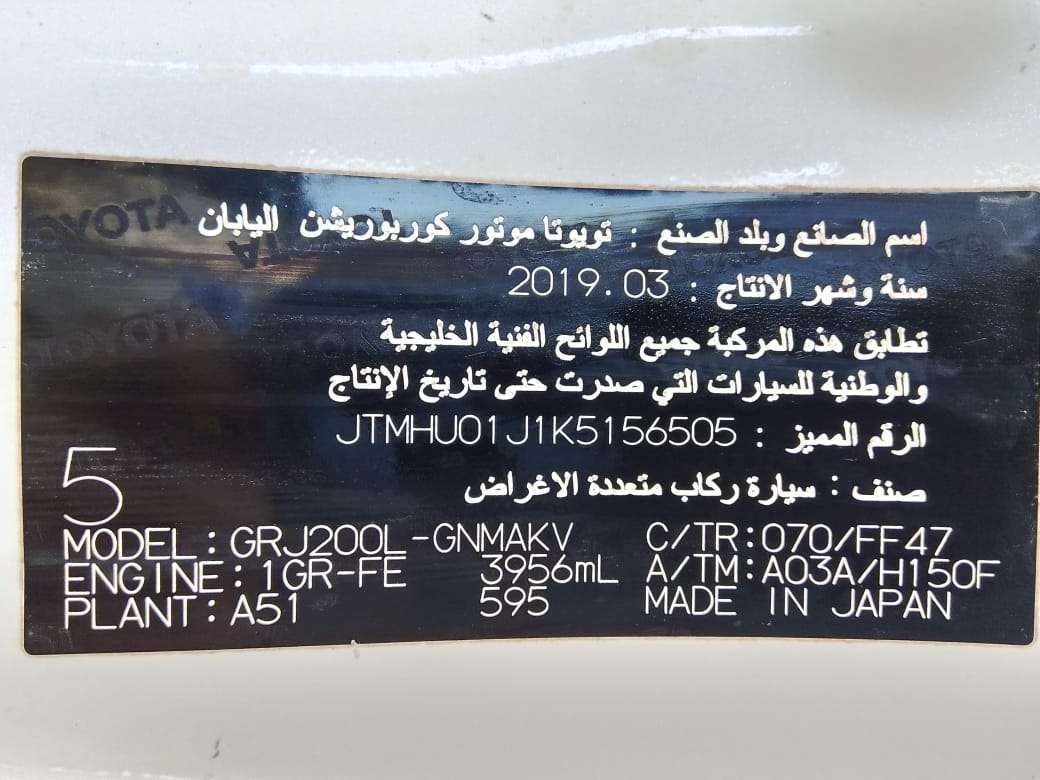 اسم الصانع وبلد الصنع : تويوتا موتور كوربوريشن اليابان
سنة وشهر الانتاج : 2019.03
تطابق هذه المركبة جميع اللوائح الفنية الخليجية
والوطنية للسيارات التي صدرت حتى تاريخ الإنتاج
الرقم المميز : JTMHU01J1K5156505
صنف : سيارة ركاب متعددة الاغراض
5
MODEL:GRJ200L-GNMAKV C/TR:070/FF47
ENGINE:1GR-FE 3956mL A/TM:A03A/H150F
PLANT:A51 595 MADE IN JAPAN